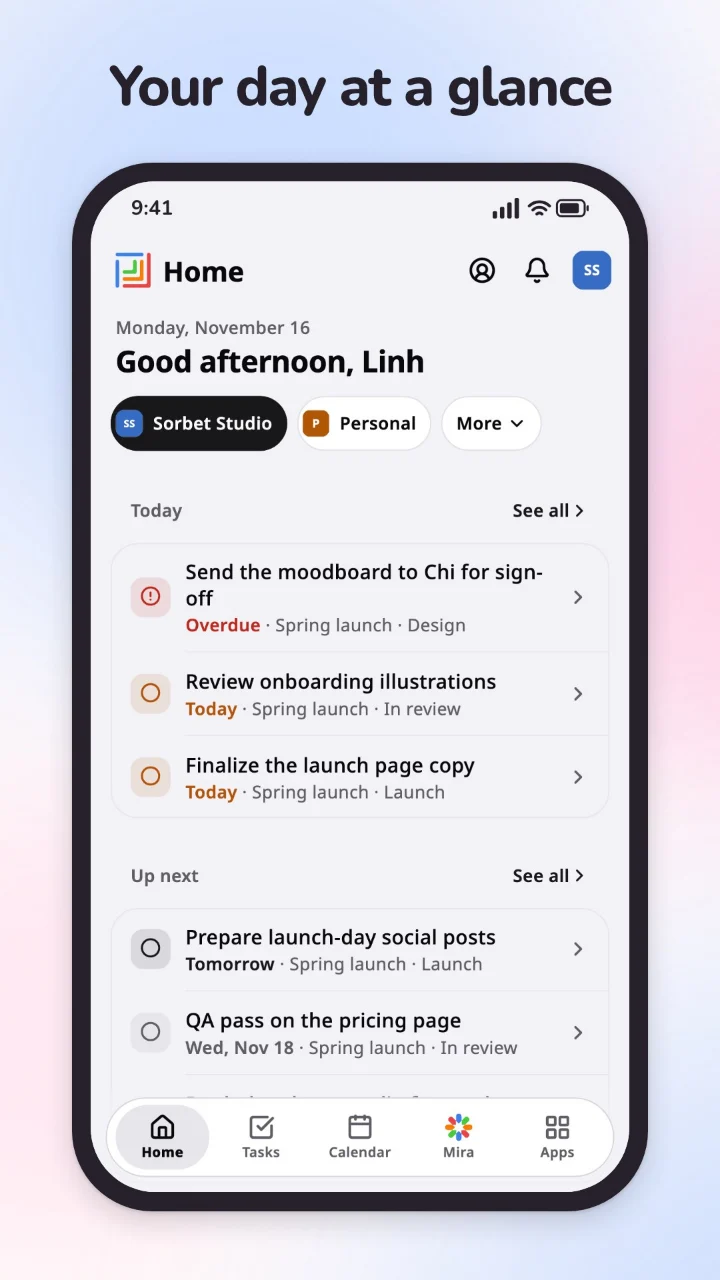 Your day at a glance
9:41
Home
SS
Monday, November 16
Good afternoon, Linh
SS Sorbet Studio
P Personal
More
Today
See all
Send the moodboard to Chi for sign-
off
Overdue · Spring launch · Design
Review onboarding illustrations
Today · Spring launch · In review
Finalize the launch page copy
Today · Spring launch · Launch
Up next
See all
Prepare launch-day social posts
Tomorrow · Spring launch · Launch
QA pass on the pricing page
Wed, Nov 18 · Spring launch · In review
Home
Tasks
Calendar
Mira
Apps